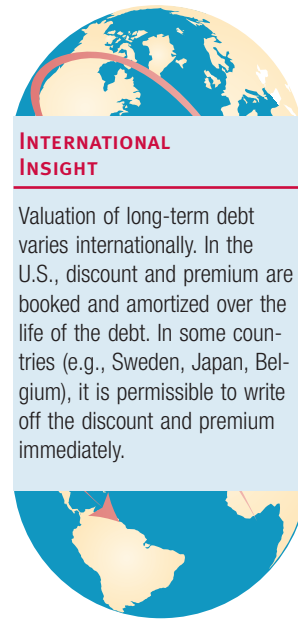 INTERNATIONAL
INSIGHT
Valuation of long-term debt
varies internationally. In the
U.S., discount and premium are
booked and amortized over the
life of the debt. In some coun-
tries (e.g., Sweden, Japan, Bel-
gium), it is permissible to write
off the discount and premium
immediately.